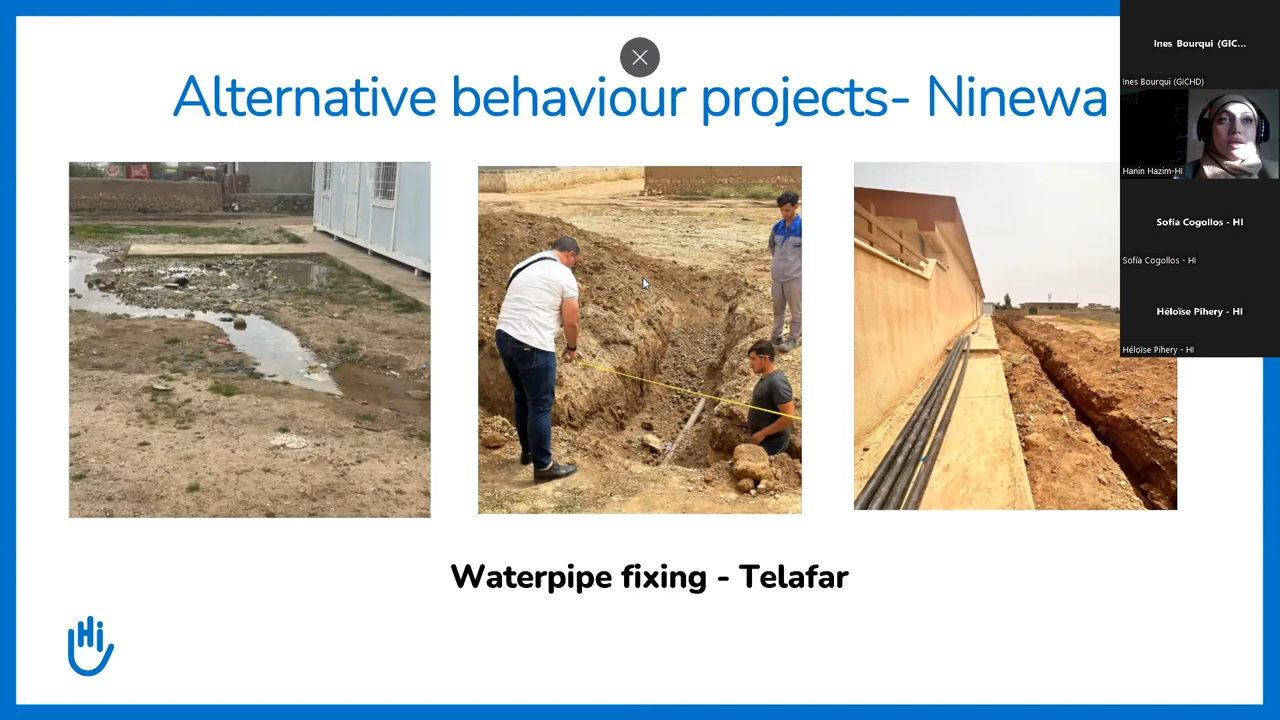 Alternative behaviour projects- Ninewa
Ines Bourqui (GIC...
Ines Bourqui (GICHD)
Hanin Hazim-HI
Sofía Cogollos - HI
Sofía Cogollos - HI
Héloïse Pihery - HI
Héloïse Pihery - HI
Waterpipe fixing - Telafar
Hi